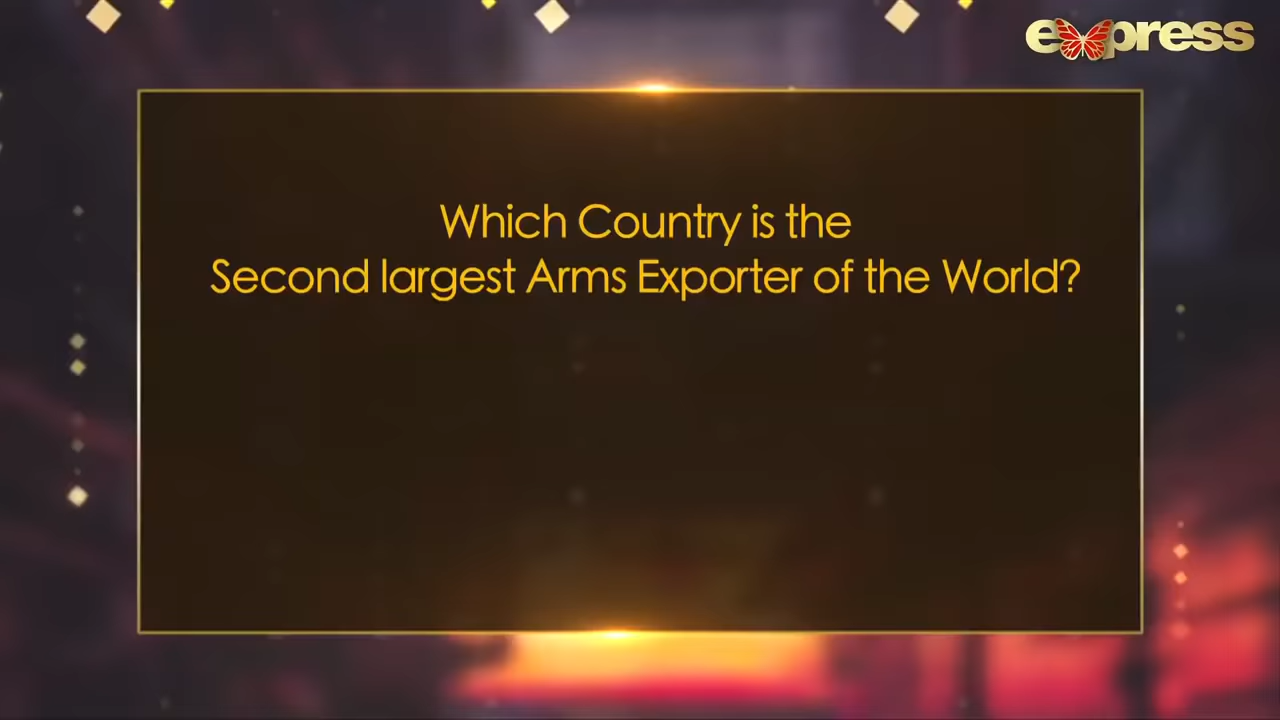 express
Which Country is the
Second largest Arms Exporter of the World?